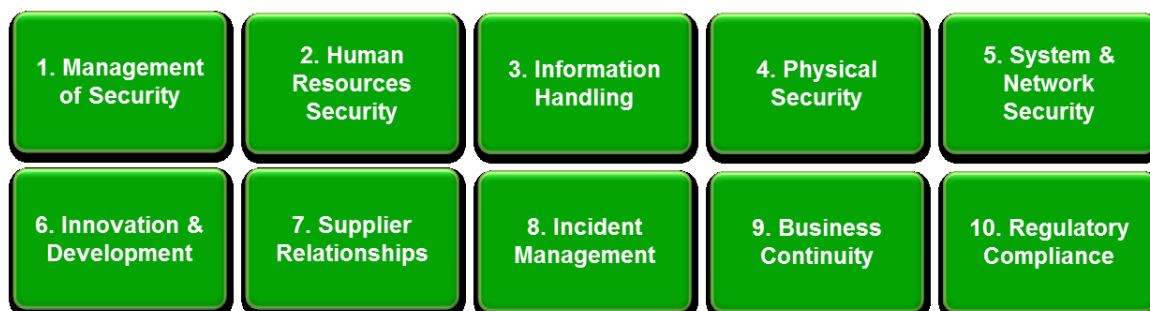 1. Management
of Security
2. Human
Resources
Security
3. Information
Handling
4. Physical
Security
5. System &
Network
Security
6. Innovation &
Development
7. Supplier
Relationships
8. Incident
Management
9. Business
Continuity
10. Regulatory
Compliance